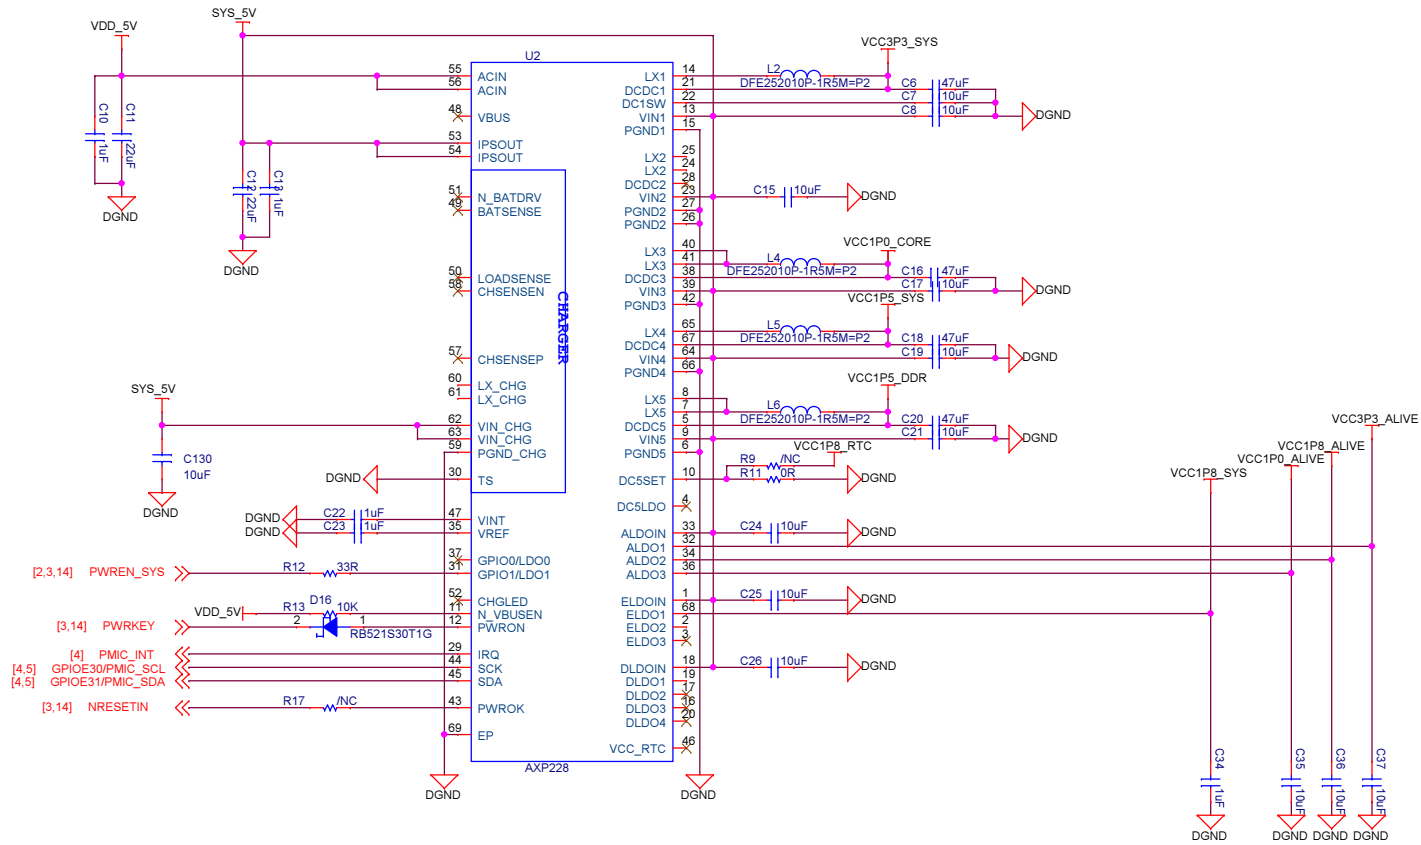 SYS_5V
VDD_5V
VCC3P3_SYS
U2
55 ACIN
56 ACIN
48 VBUS
53 IPSOUT
54 IPSOUT
51 N_BATDRV
49 BATSENSE
50 LOADSENSE
58 CHSENSEN
57 CHSENSEP
60 LX_CHG
61 LX_CHG
62 VIN_CHG
63 VIN_CHG
59 PGND_CHG
30 TS
47 VINT
35 VREF
37 GPIO0/LDO0
31 GPIO1/LDO1
52 CHGLED
11 N_VBUSEN
12 PWRON
29 IRQ
44 SCK
45 SDA
43 PWROK
69 EP
CHARGER
AXP228
LX1 14
DCDC1 21
DC1SW 22
VIN1 13
PGND1 15
LX2 25
LX2 24
DCDC2 28
VIN2 23
PGND2 27
PGND2 26
LX3 40
LX3 41
DCDC3 38
VIN3 39
PGND3 42
LX4 65
DCDC4 67
VIN4 64
PGND4 66
LX5 8
LX5 7
DCDC5 5
VIN5 9
PGND5 6
DC5SET 10
DC5LDO 4
ALDOIN 33
ALDO1 32
ALDO2 34
ALDO3 36
ELDOIN 1
ELDO1 68
ELDO2 2
ELDO3 3
DLDOIN 18
DLDO1 19
DLDO2 17
DLDO3 16
DLDO4 20
VCC_RTC 46
C10 1uF
C11 22uF
DGND
C12 22uF
C13 1uF
DGND
SYS_5V
C130
10uF
DGND
DGND
DGND C22 1uF
DGND C23 1uF
[2,3,14] PWREN_SYS R12 33R
D16
VDD_5V R13 10K
[3,14] PWRKEY 2 1
RB521S30T1G
[4] PMIC_INT
[4,5] GPIOE30/PMIC_SCL
[4,5] GPIOE31/PMIC_SDA
[3,14] NRESETIN R17 /NC
DGND
DGND
L2
DFE252010P-1R5M=P2
C6 47uF
C7 10uF
C8 10uF
DGND
C15 10uF
DGND
VCC1P0_CORE
L4
DFE252010P-1R5M=P2
C16 47uF
C17 10uF
DGND
VCC1P5_SYS
L5
DFE252010P-1R5M=P2
C18 47uF
C19 10uF
DGND
VCC1P5_DDR
L6
DFE252010P-1R5M=P2
C20 47uF
C21 10uF
DGND
VCC1P8_RTC
R9 /NC
R11 0R
DGND
C24 10uF
DGND
C25 10uF
DGND
C26 10uF
DGND
VCC3P3_ALIVE
VCC1P8_ALIVE
VCC1P0_ALIVE
VCC1P8_SYS
C34 1uF
C35 10uF
C36 10uF
C37 10uF
DGND
DGND
DGND
DGND